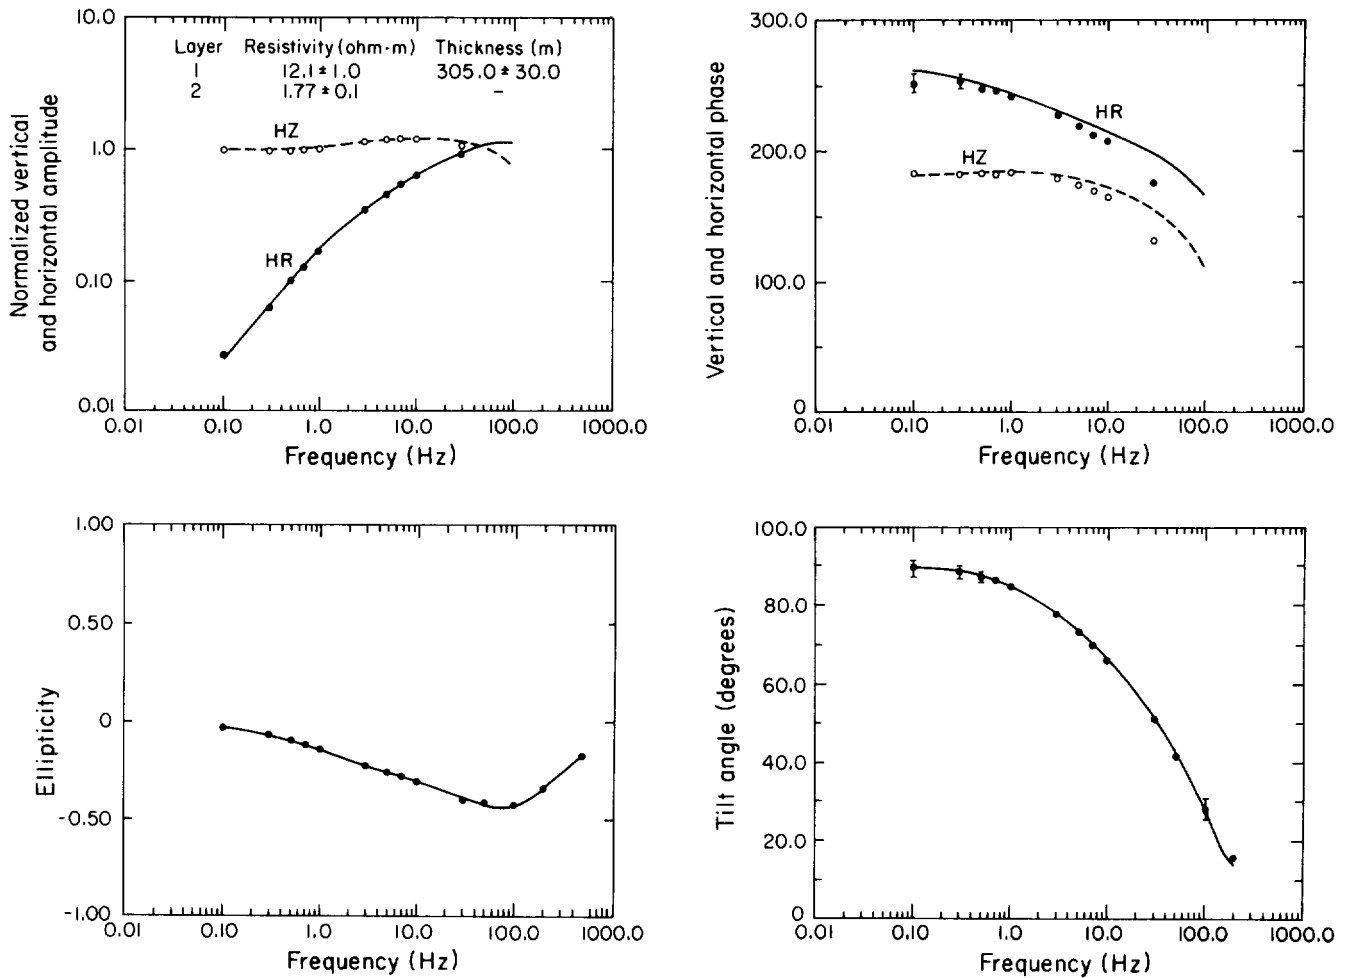 10.0
1.0
0.10
0.01
Normalized vertical
and horizontal amplitude
Layer Resistivity (ohm-m) Thickness (m)
1 12.1 ± 1.0 305.0 ± 30.0
2 1.77 ± 0.1 –
HZ
HR
0.01 0.10 1.0 10.0 100.0 1000.0
Frequency (Hz)
300.0
200.0
100.0
0
Vertical and horizontal phase
HR
HZ
0.01 0.10 1.0 10.0 100.0 1000.0
Frequency (Hz)
1.00
0.50
0
-0.50
-1.00
Ellipticity
0.01 0.10 1.0 10.0 100.0 1000.0
Frequency (Hz)
100.0
80.0
60.0
40.0
20.0
0
Tilt angle (degrees)
0.01 0.10 1.0 10.0 100.0 1000.0
Frequency (Hz)